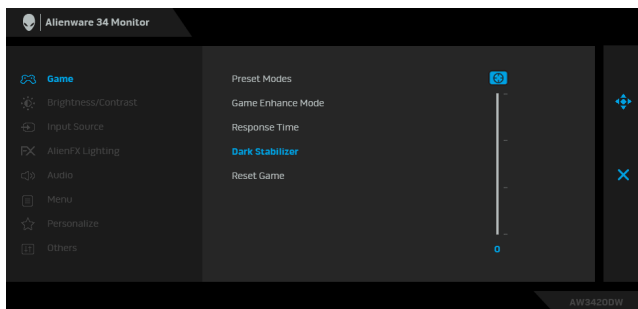 Alienware 34 Monitor
Game
Brightness/Contrast
Input Source
FX AlienFX Lighting
Audio
Menu
Personalize
Others
Preset Modes
Game Enhance Mode
Response Time
Dark Stabilizer
Reset Game
0
AW3420DW